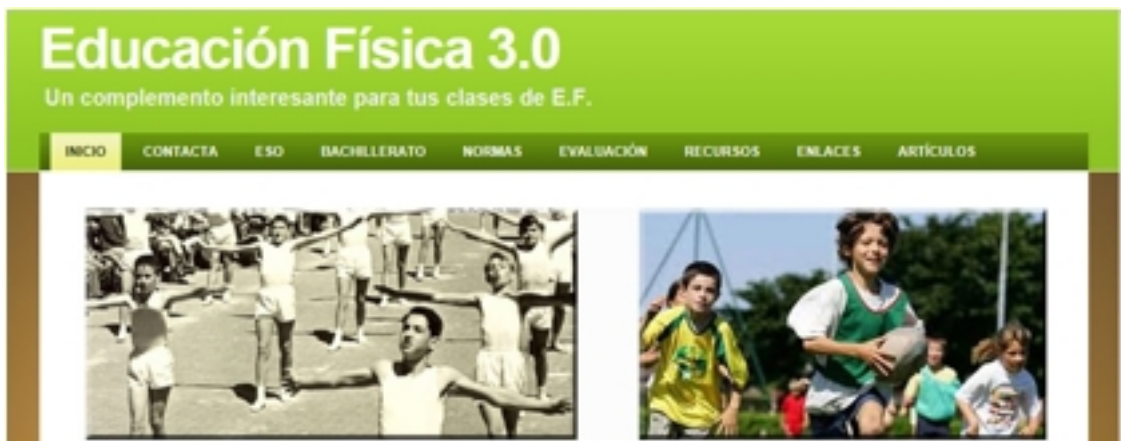 Educación Física 3.0
Un complemento interesante para tus clases de E.F.
INICIO CONTACTA ESO BACHILLERATO NORMAS EVALUACIÓN RECURSOS ENLACES ARTÍCULOS